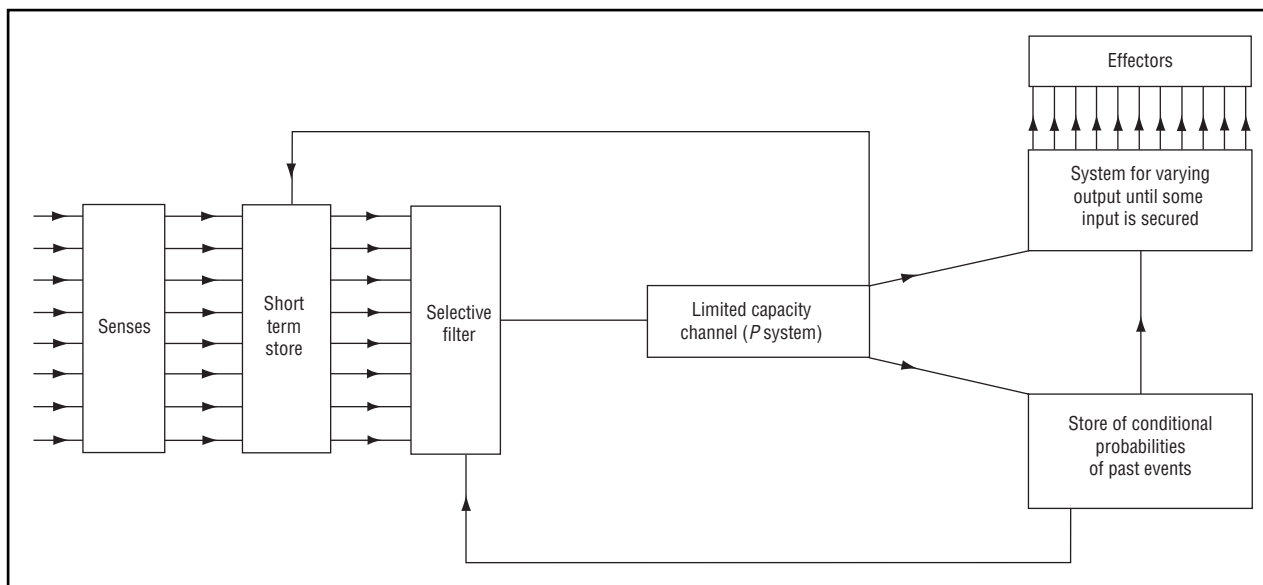 Senses
Short
term
store
Selective
filter
Limited capacity
channel (P system)
Effectors
System for varying
output until some
input is secured
Store of conditional
probabilities
of past events